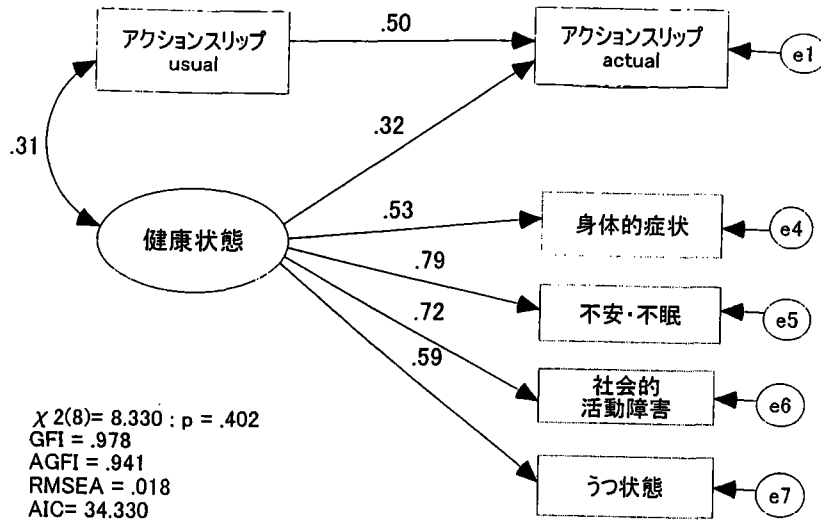 アクションスリップ
usual
.50
アクションスリップ
actual
e1
.31
.32
健康状態
.53
身体的症状
e4
.79
不安・不眠
e5
.72
社会的
活動障害
e6
.59
うつ状態
e7
χ2(8)= 8.330 : p = .402
GFI = .978
AGFI = .941
RMSEA = .018
AIC= 34.330